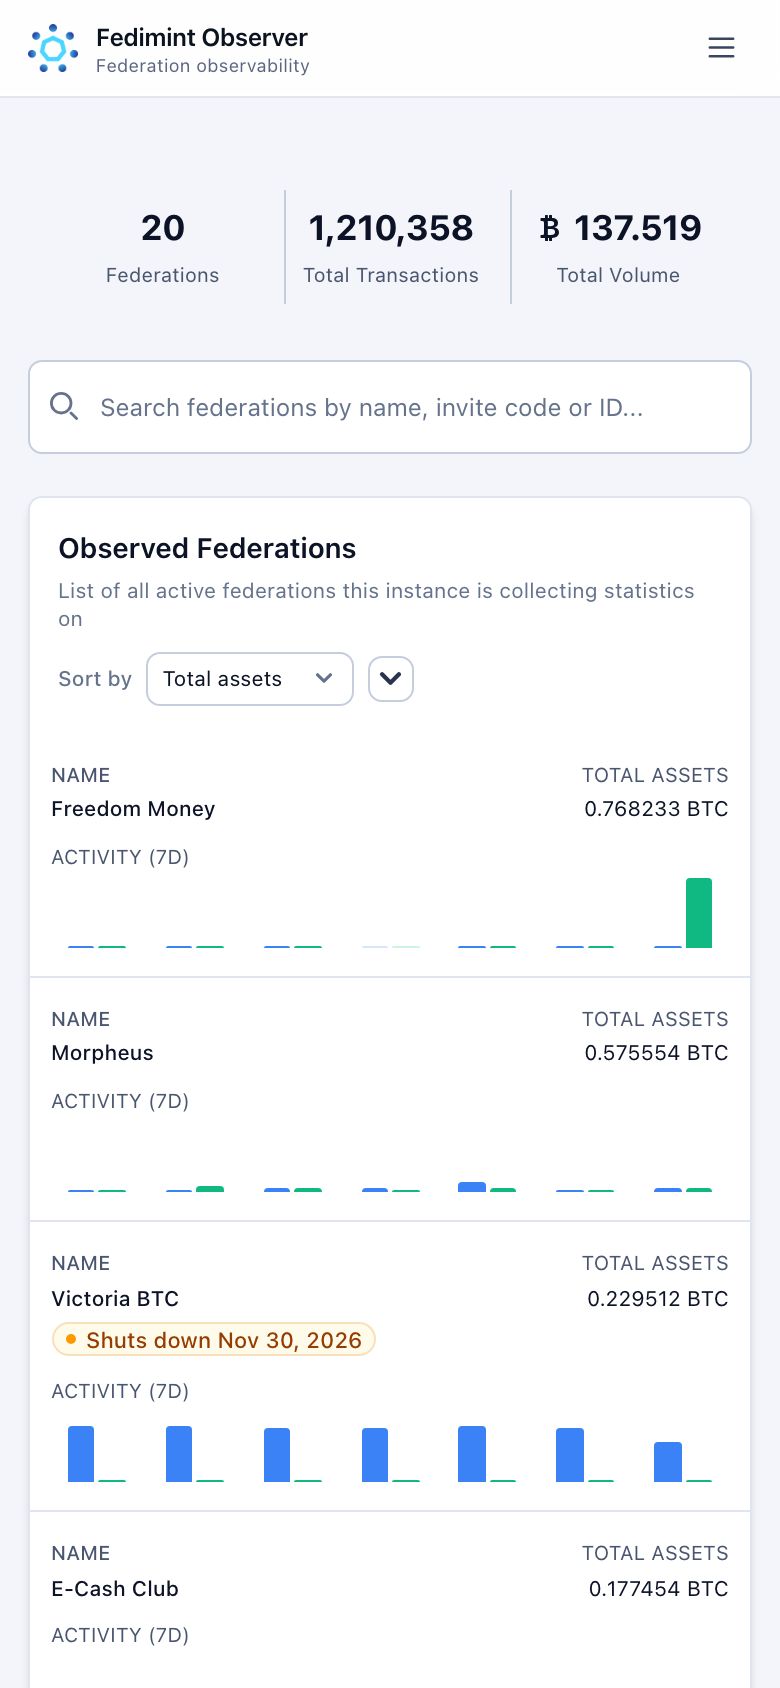 Fedimint Observer
Federation observability
20
Federations
1,210,358
Total Transactions
₿ 137.519
Total Volume
Search federations by name, invite code or ID...
Observed Federations
List of all active federations this instance is collecting statistics
on
Sort by Total assets
NAME TOTAL ASSETS
Freedom Money 0.768233 BTC
ACTIVITY (7D)
NAME TOTAL ASSETS
Morpheus 0.575554 BTC
ACTIVITY (7D)
NAME TOTAL ASSETS
Victoria BTC 0.229512 BTC
Shuts down Nov 30, 2026
ACTIVITY (7D)
NAME TOTAL ASSETS
E-Cash Club 0.177454 BTC
ACTIVITY (7D)